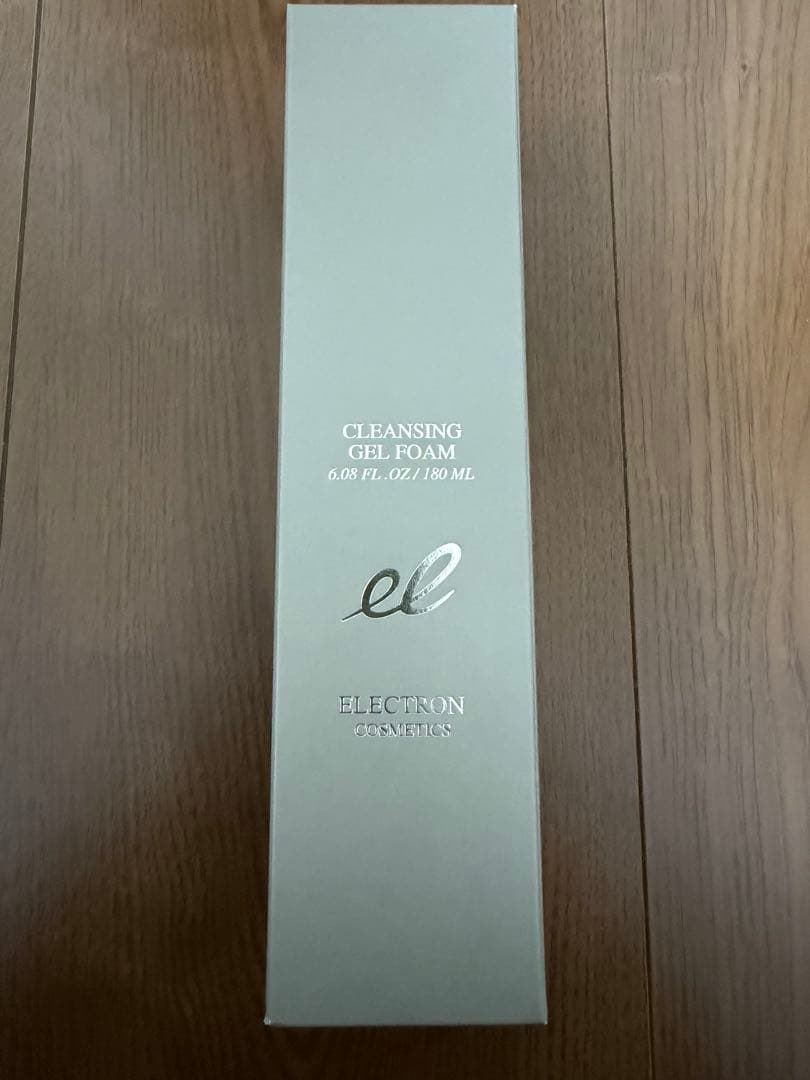 CLEANSING
GEL FOAM
6.08 FL .OZ / 180 ML
el
ELECTRON
COSMETICS